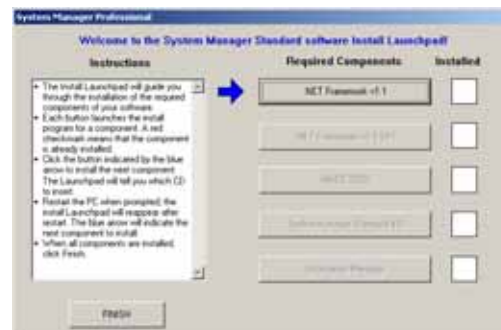 System Manager Professional
Welcome to the System Manager Standard software Install Launchpad!
Instructions
Required Components
Installed
• The Install Launchpad will guide you
through the installation of the required
components of your software.
• Each button launches the install
program for a component. A red
checkmark means that the component
is already installed.
• Click the button indicated by the blue
arrow to install the next component.
The Launchpad will tell you which CD
to insert.
• Restart the PC when prompted, the
install Launchpad will reappear after
restart. The blue arrow will indicate the
next component to install.
• When all components are installed,
click Finish.
.NET Framework v1.1
.NET Framework v1.1 SP1
FINISH